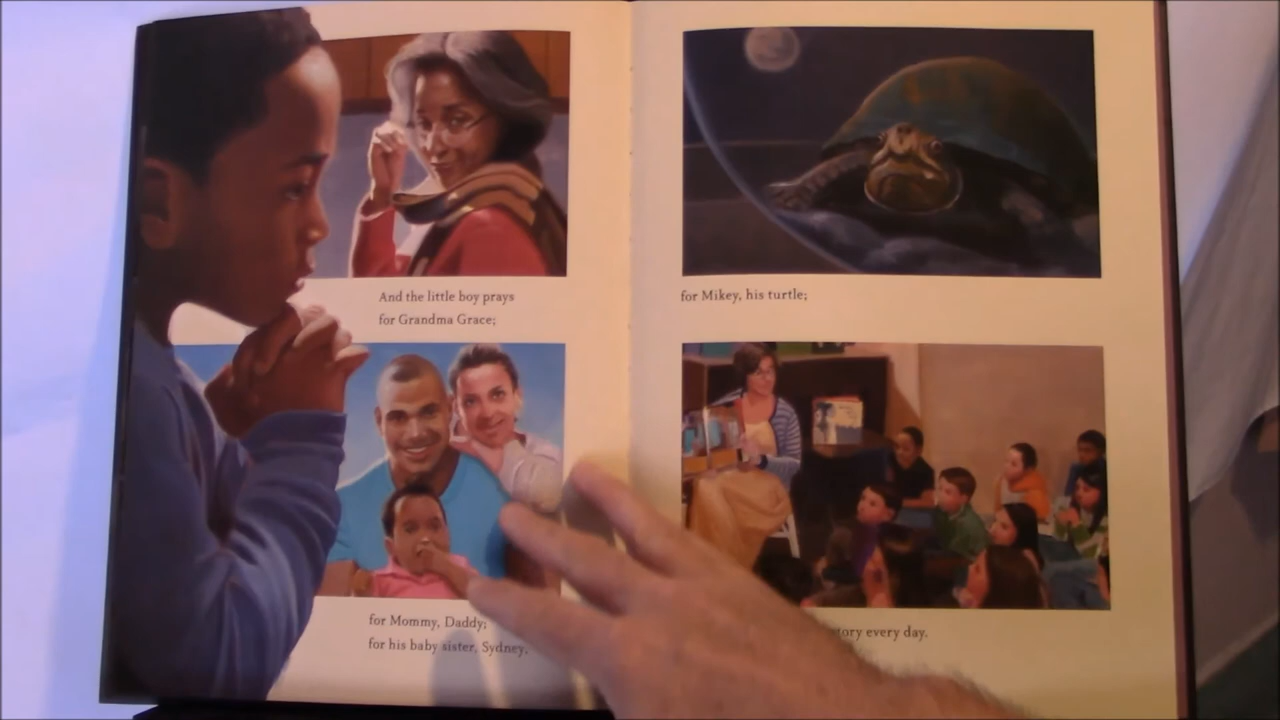 And the little boy prays
for Grandma Grace;
for Mommy, Daddy;
for his baby sister, Sydney,
for Mikey, his turtle;
every day.